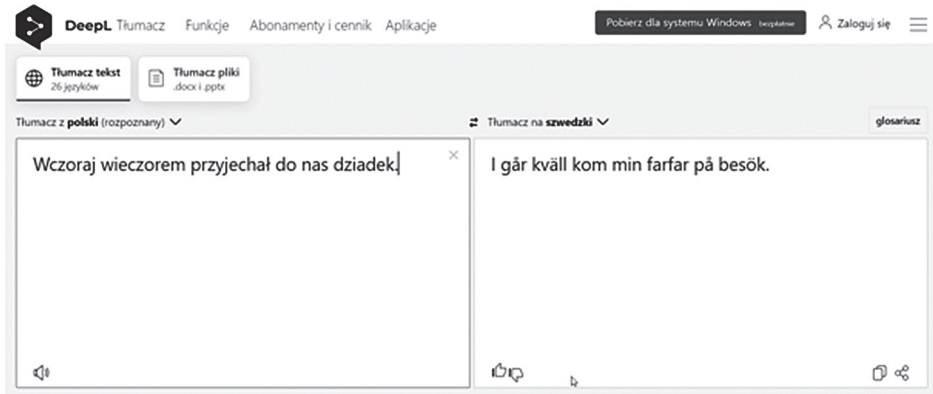 DeepL Tłumacz Funkcje Abonamenty i cennik Aplikacje Pobierz dla systemu Windows bezpłatnie Zaloguj się
Tłumacz tekst
26 języków
Tłumacz pliki
.docx i .pptx
Tłumacz z polski (rozpoznany)
Tłumacz na szwedzki
glosariusz
Wczoraj wieczorem przyjechał do nas dziadek.
I går kväll kom min farfar på besök.